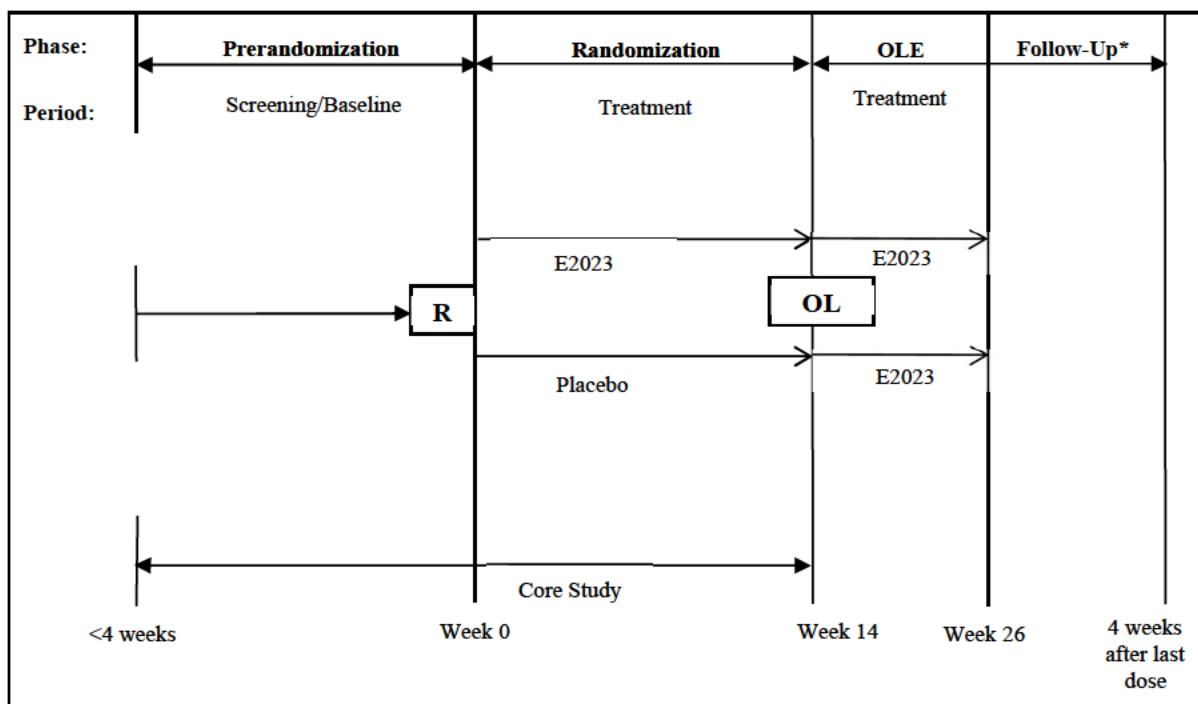 Phase:
Prerandomization
Randomization
OLE
Follow-Up*
Period:
Screening/Baseline
Treatment
Treatment
E2023
E2023
R
OL
Placebo
E2023
Core Study
<4 weeks
Week 0
Week 14
Week 26
4 weeks
after last
dose